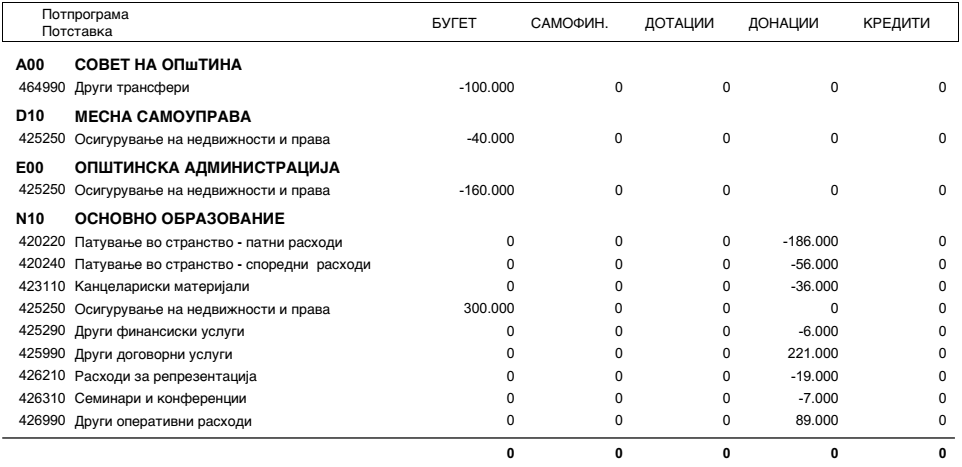 Потпрограма
Потставка БУГЕТ САМОФИН. ДОТАЦИИ ДОНАЦИИ КРЕДИТИ
A00 СОВЕТ НА ОПшТИНА
464990 Други трансфери -100.000 0 0 0 0
D10 МЕСНА САМОУПРАВА
425250 Осигурување на недвижности и права -40.000 0 0 0 0
E00 ОПШТИНСКА АДМИНИСТРАЦИЈА
425250 Осигурување на недвижности и права -160.000 0 0 0 0
N10 ОСНОВНО ОБРАЗОВАНИЕ
420220 Патување во странство - патни расходи 0 0 0 -186.000 0
420240 Патување во странство - споредни расходи 0 0 0 -56.000 0
423110 Канцелариски материјали 0 0 0 -36.000 0
425250 Осигурување на недвижности и права 300.000 0 0 0 0
425290 Други финансиски услуги 0 0 0 -6.000 0
425990 Други договорни услуги 0 0 0 221.000 0
426210 Расходи за репрезентација 0 0 0 -19.000 0
426310 Семинари и конференции 0 0 0 -7.000 0
426990 Други оперативни расходи 0 0 0 89.000 0
0 0 0 0 0